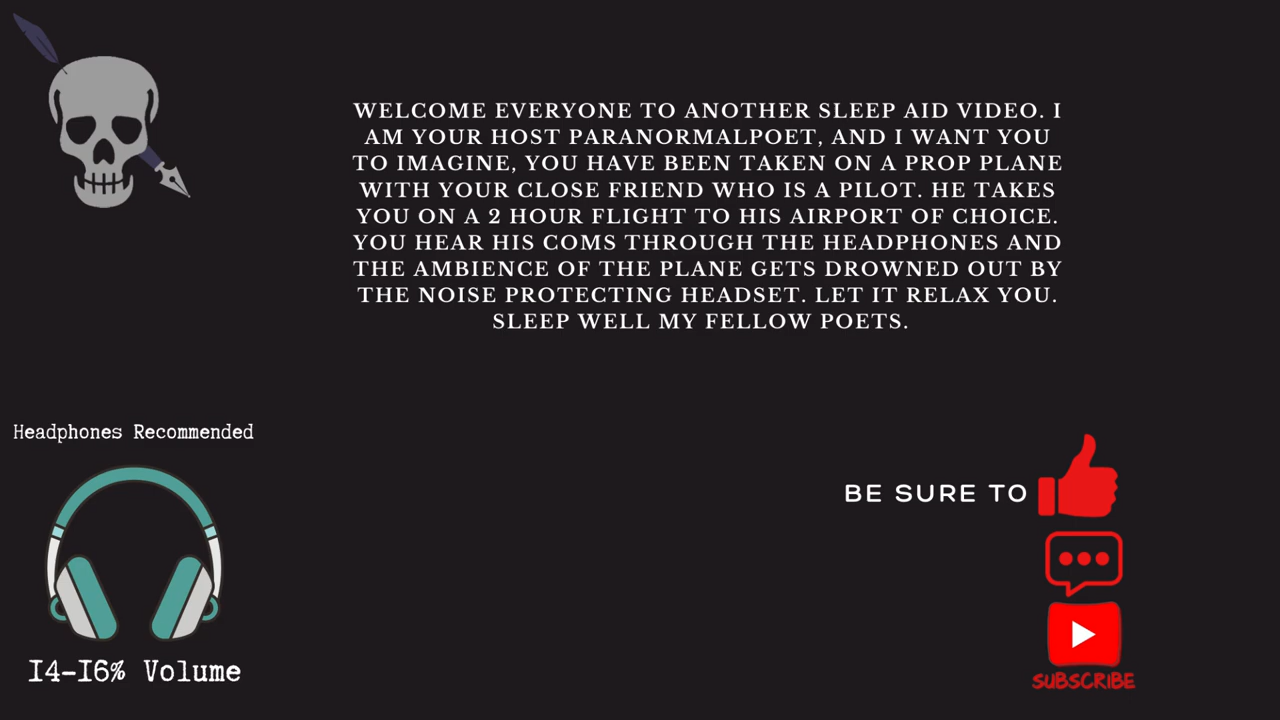 WELCOME EVERYONE TO ANOTHER SLEEP AID VIDEO. I
AM YOUR HOST PARANORMALPOET, AND I WANT YOU
TO IMAGINE, YOU HAVE BEEN TAKEN ON A PROP PLANE
WITH YOUR CLOSE FRIEND WHO IS A PILOT. HE TAKES
YOU ON A 2 HOUR FLIGHT TO HIS AIRPORT OF CHOICE.
YOU HEAR HIS COMS THROUGH THE HEADPHONES AND
THE AMBIENCE OF THE PLANE GETS DROWNED OUT BY
THE NOISE PROTECTING HEADSET. LET IT RELAX YOU.
SLEEP WELL MY FELLOW POETS.
Headphones Recommended
14-16% Volume
BE SURE TO
SUBSCRIBE